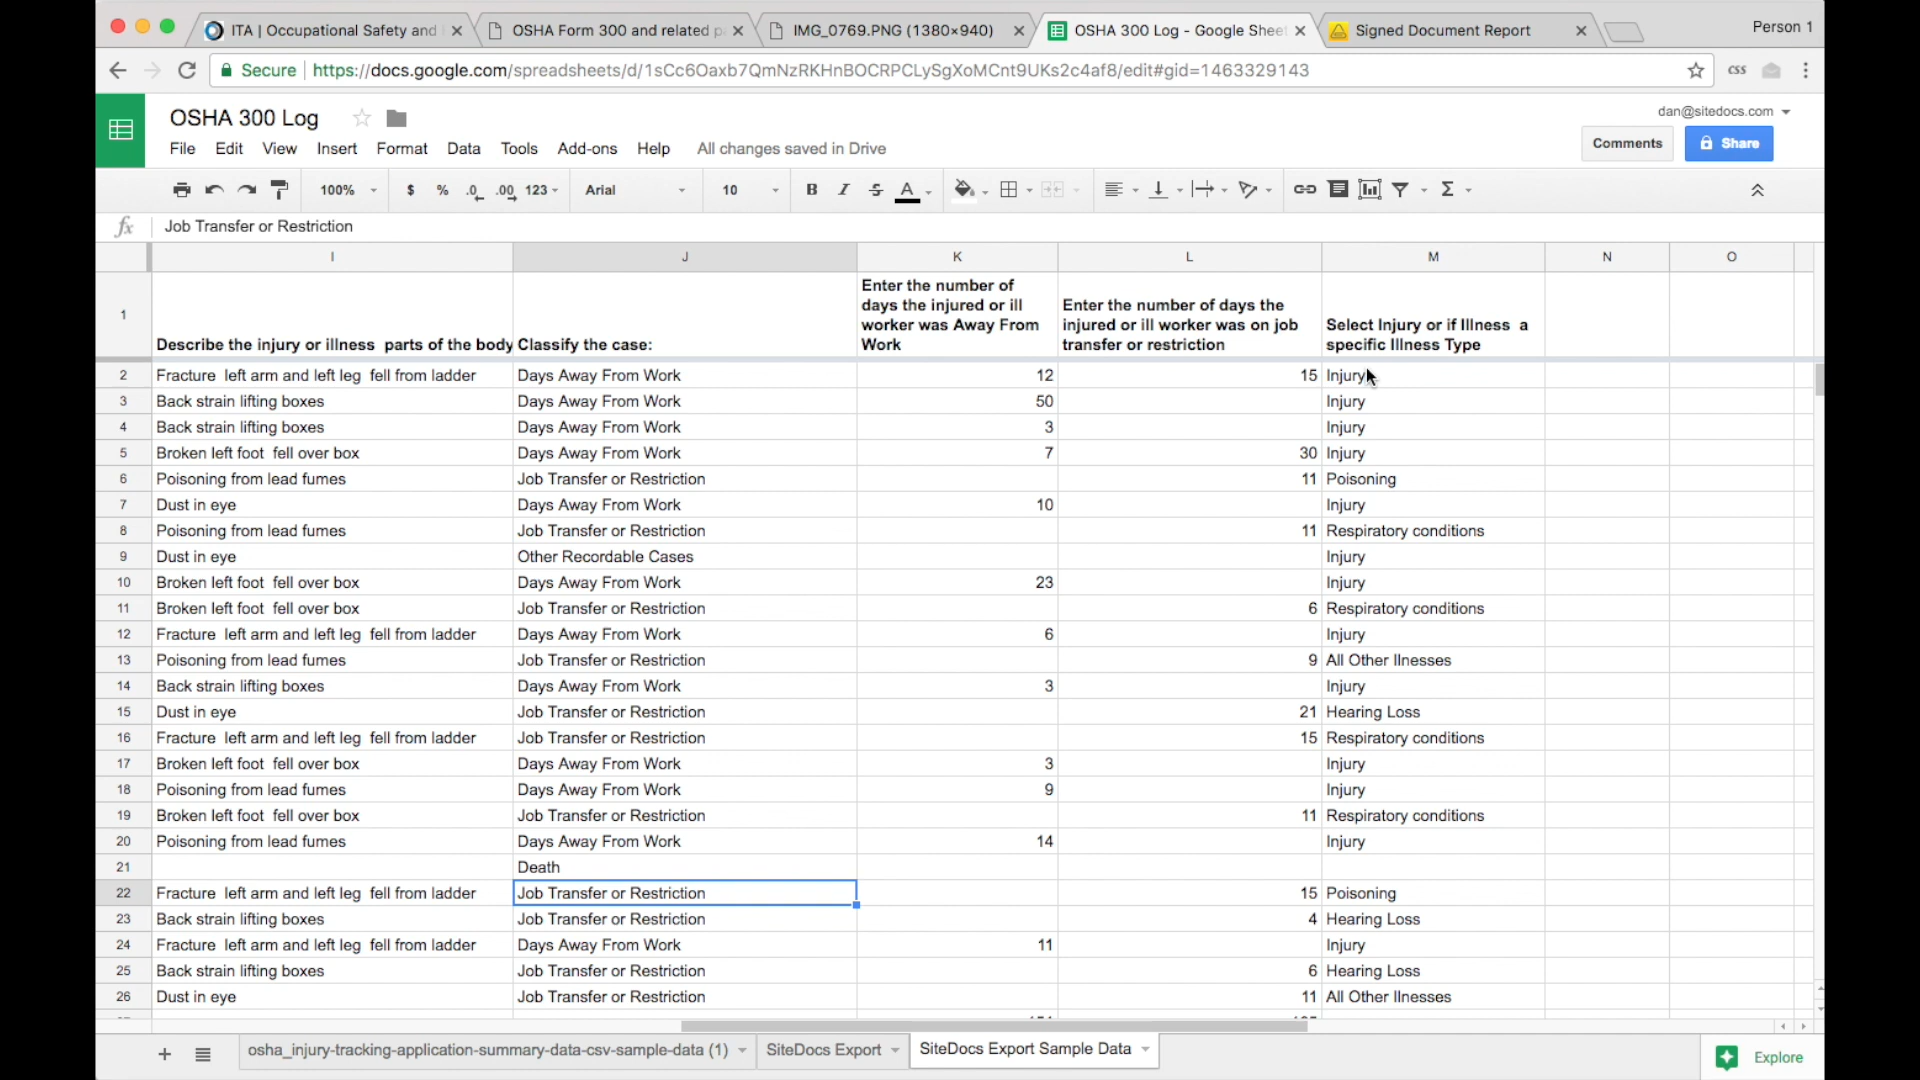 ITA | Occupational Safety and
OSHA Form 300 and related p
IMG_0769.PNG (1380×940)
OSHA 300 Log - Google Sheet
Signed Document Report
Person 1
Secure
https://docs.google.com/spreadsheets/d/1sCc6Oaxb7QmNzRKHnBOCRPCLySgXoMCnt9UKs2c4af8/edit#gid=1463329143
css
OSHA 300 Log
dan@sitedocs.com
File Edit View Insert Format Data Tools Add-ons Help All changes saved in Drive
Comments
Share
100% $ % .0 .00 123 Arial 10 B I S A Σ
fx Job Transfer or Restriction
I J K L M N O
1 Describe the injury or illness parts of the body Classify the case: Enter the number of days the injured or ill worker was Away From Work Enter the number of days the injured or ill worker was on job transfer or restriction Select Injury or if Illness a specific Illness Type
2 Fracture left arm and left leg fell from ladder Days Away From Work 12 15 Injury
3 Back strain lifting boxes Days Away From Work 50 Injury
4 Back strain lifting boxes Days Away From Work 3 Injury
5 Broken left foot fell over box Days Away From Work 7 30 Injury
6 Poisoning from lead fumes Job Transfer or Restriction 11 Poisoning
7 Dust in eye Days Away From Work 10 Injury
8 Poisoning from lead fumes Job Transfer or Restriction 11 Respiratory conditions
9 Dust in eye Other Recordable Cases Injury
10 Broken left foot fell over box Days Away From Work 23 Injury
11 Broken left foot fell over box Job Transfer or Restriction 6 Respiratory conditions
12 Fracture left arm and left leg fell from ladder Days Away From Work 6 Injury
13 Poisoning from lead fumes Job Transfer or Restriction 9 All Other Ilnesses
14 Back strain lifting boxes Days Away From Work 3 Injury
15 Dust in eye Job Transfer or Restriction 21 Hearing Loss
16 Fracture left arm and left leg fell from ladder Job Transfer or Restriction 15 Respiratory conditions
17 Broken left foot fell over box Days Away From Work 3 Injury
18 Poisoning from lead fumes Days Away From Work 9 Injury
19 Broken left foot fell over box Job Transfer or Restriction 11 Respiratory conditions
20 Poisoning from lead fumes Days Away From Work 14 Injury
21 Death
22 Fracture left arm and left leg fell from ladder Job Transfer or Restriction 15 Poisoning
23 Back strain lifting boxes Job Transfer or Restriction 4 Hearing Loss
24 Fracture left arm and left leg fell from ladder Days Away From Work 11 Injury
25 Back strain lifting boxes Job Transfer or Restriction 6 Hearing Loss
26 Dust in eye Job Transfer or Restriction 11 All Other Ilnesses
osha_injury-tracking-application-summary-data-csv-sample-data (1) SiteDocs Export SiteDocs Export Sample Data Explore